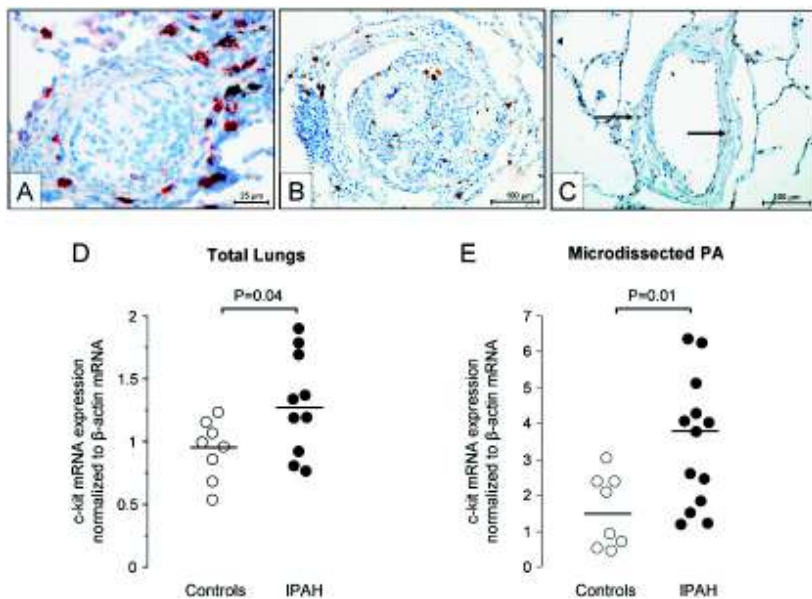 A
25 μm
B
100 μm
C
100 μm
D
Total Lungs
P=0.04
c-kit mRNA expression
normalized to β-actin mRNA
2
1.5
1
0.5
0
Controls
IPAH
E
Microdissected PA
P=0.01
c-kit mRNA expression
normalized to β-actin mRNA
7
6
5
4
3
2
1
0
Controls
IPAH